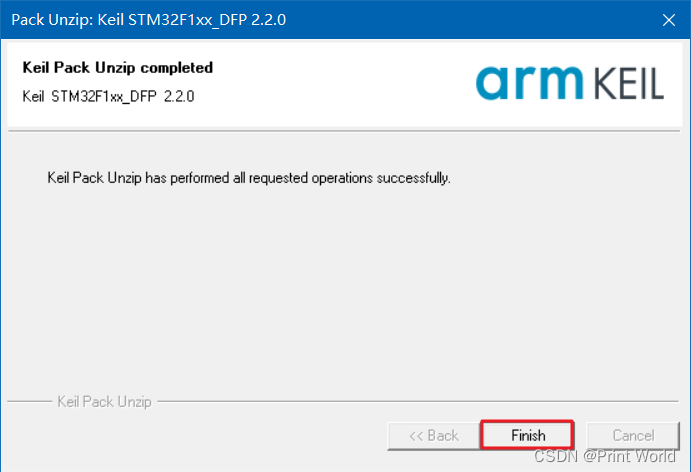 Pack Unzip: Keil STM32F1xx_DFP 2.2.0
Keil Pack Unzip completed
Keil STM32F1xx_DFP 2.2.0
arm KEIL
Keil Pack Unzip has performed all requested operations successfully.
Keil Pack Unzip
<< Back Finish Cancel
CSDN @Print World